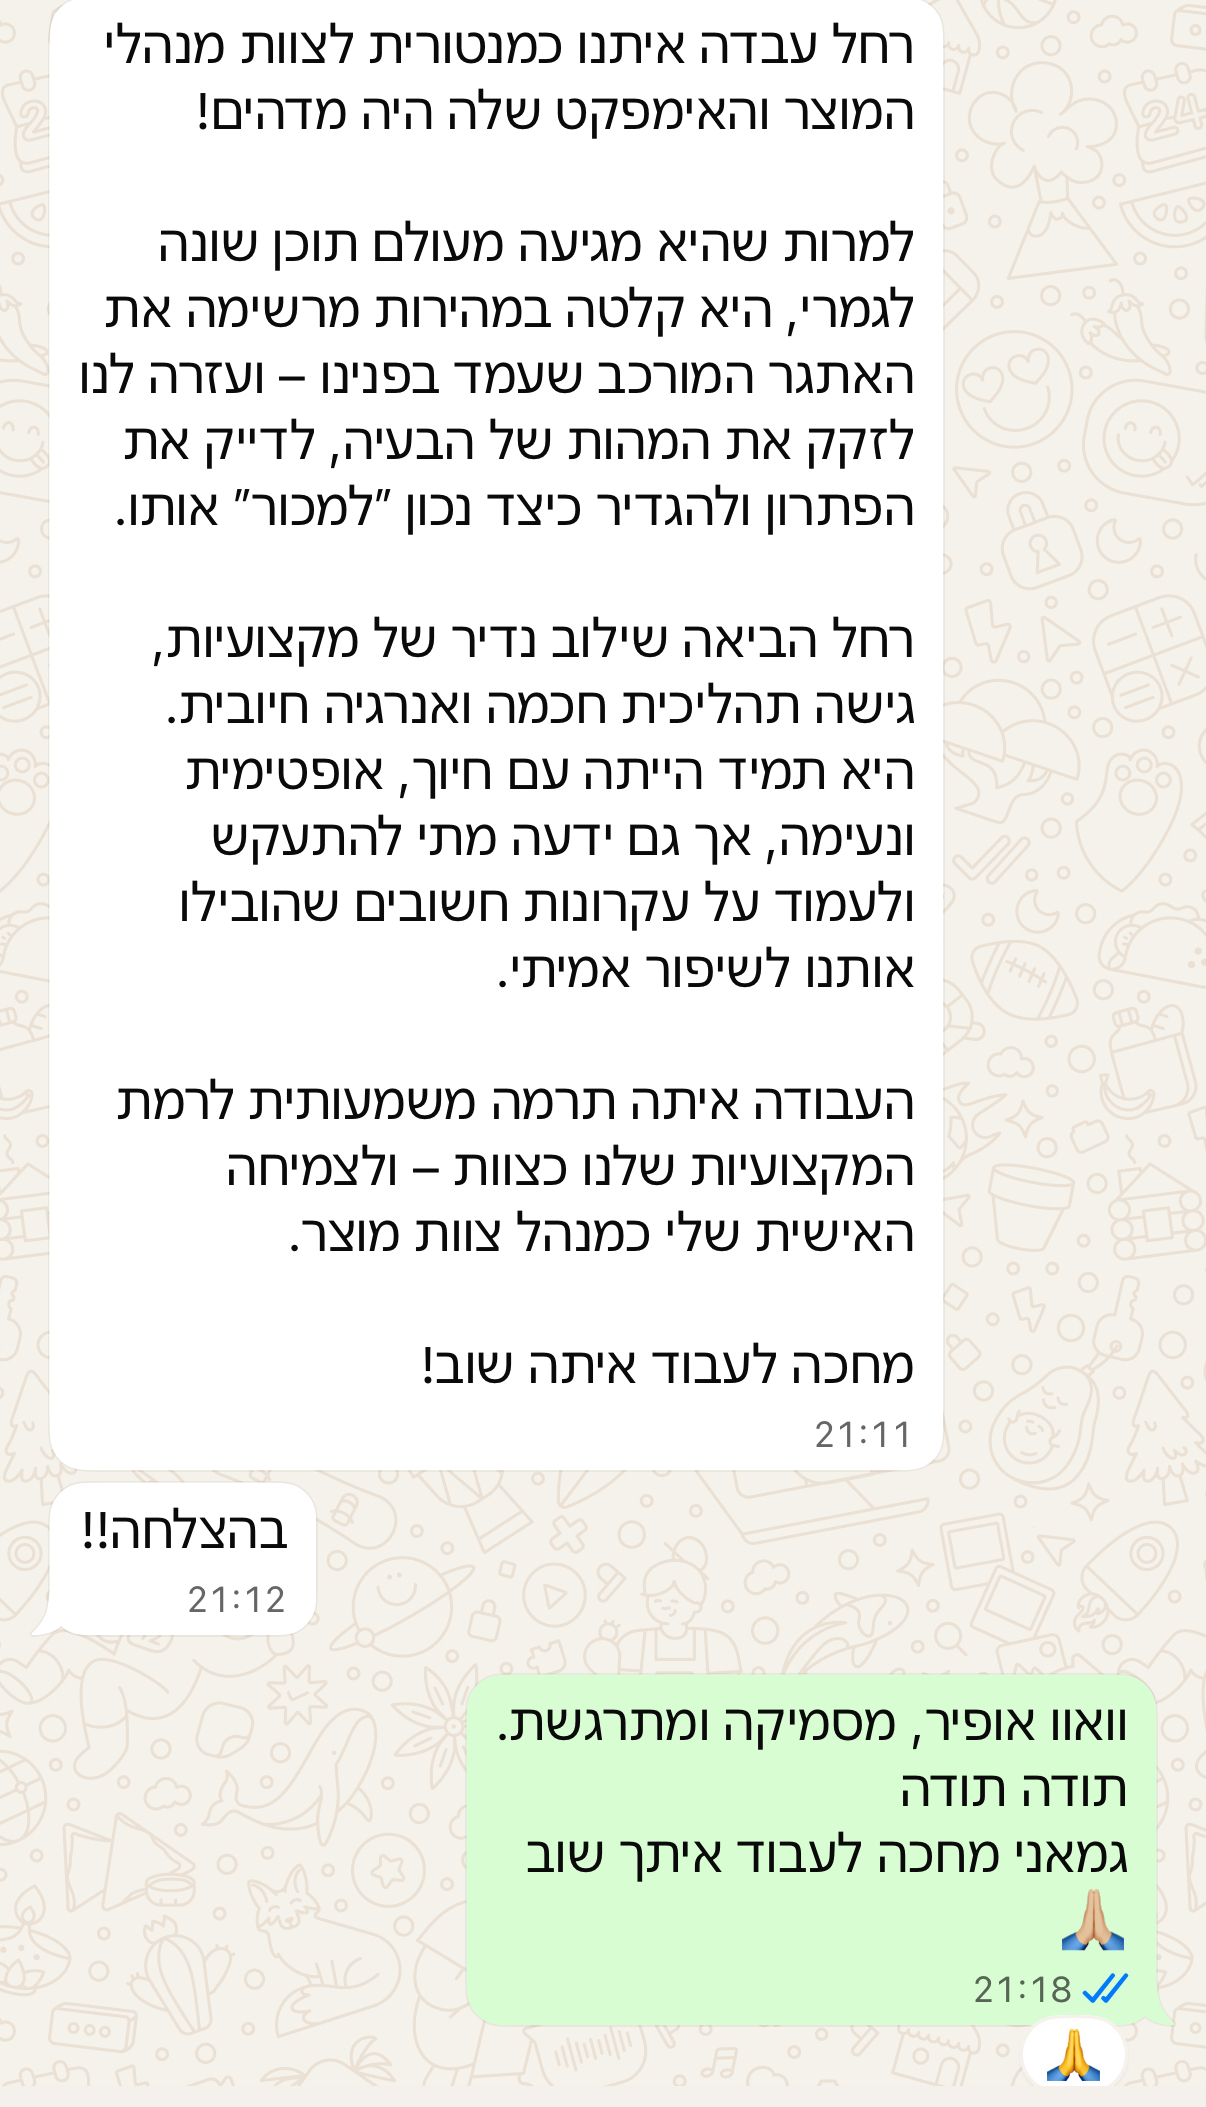 רחל עבדה איתנו כמנטורית לצוות מנהלי
המוצר והאימפקט שלה היה מדהים!
למרות שהיא מגיעה מעולם תוכן שונה
לגמרי, היא קלטה במהירות מרשימה את
האתגר המורכב שעמד בפנינו – ועזרה לנו
לזקק את המהות של הבעיה, לדייק את
הפתרון ולהגדיר כיצד נכון ״למכור״ אותו.
רחל הביאה שילוב נדיר של מקצועיות,
גישה תהליכית חכמה ואנרגיה חיובית.
היא תמיד הייתה עם חיוך, אופטימית
ונעימה, אך גם ידעה מתי להתעקש
ולעמוד על עקרונות חשובים שהובילו
אותנו לשיפור אמיתי.
העבודה איתה תרמה משמעותית לרמת
המקצועיות שלנו כצוות – ולצמיחה
האישית שלי כמנהל צוות מוצר.
מחכה לעבוד איתה שוב!
21:11
בהצלחה!!
21:12
וואוו אופיר, מסמיקה ומתרגשת.
תודה תודה
גמאני מחכה לעבוד איתך שוב
🙏🏼
21:18
🙏